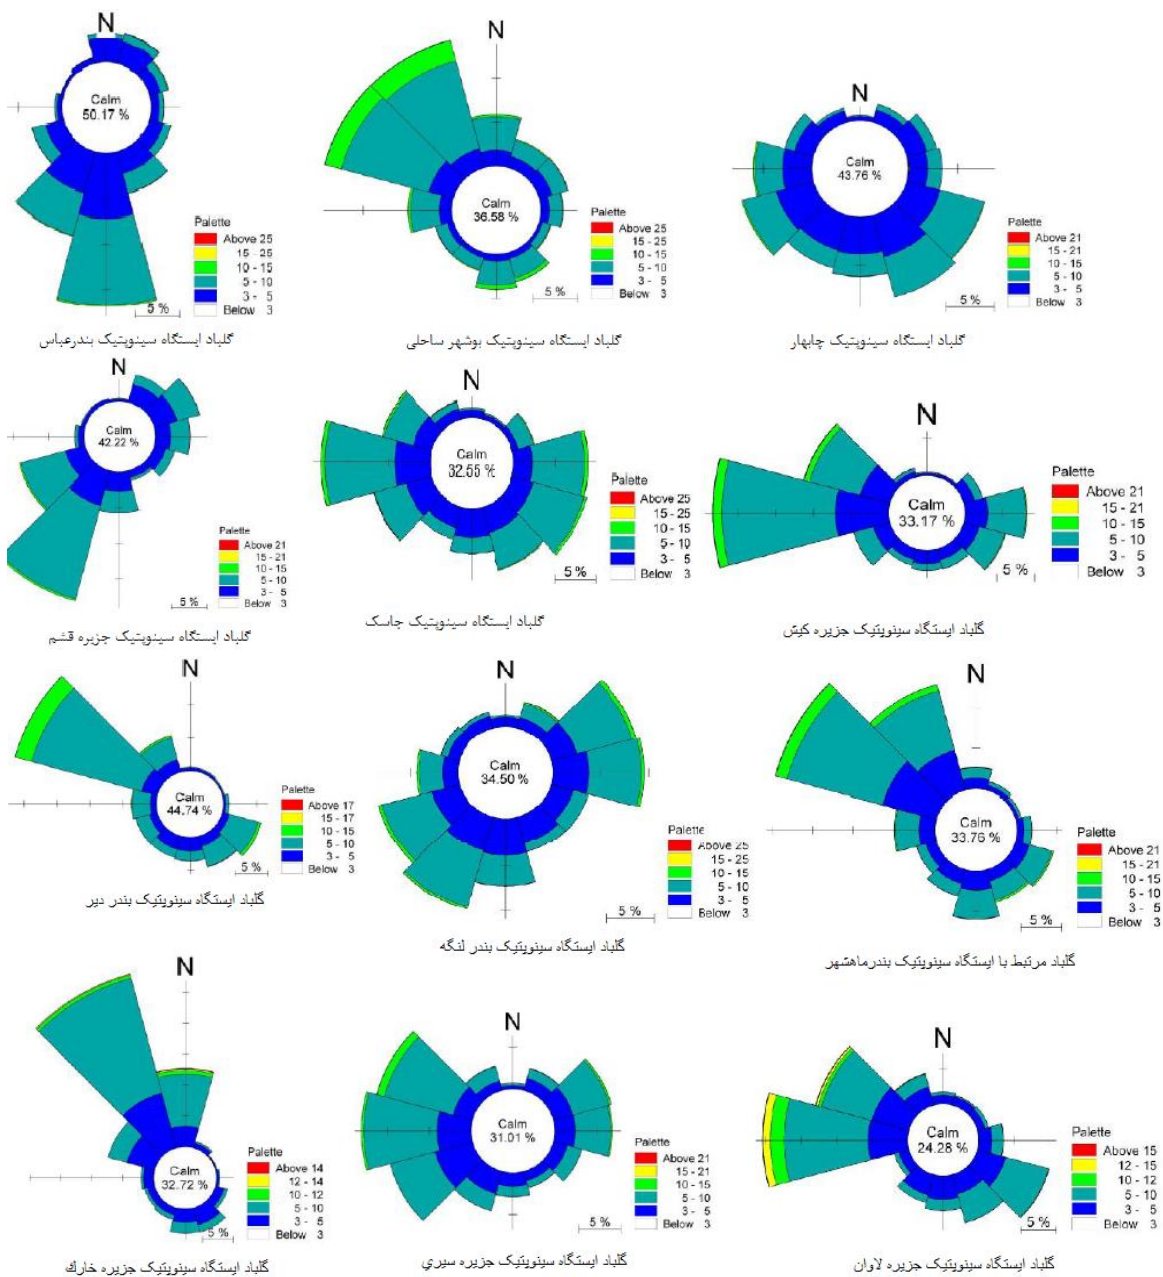 N
Calm
50.17 %
Palette
Above 25
15 - 25
10 - 15
5 - 10
3 - 5
Below 3
5 %
گلباد ایستگاه سینوپتیک بندرعباس
N
Calm
36.58 %
Palette
Above 25
15 - 25
10 - 15
5 - 10
3 - 5
Below 3
5 %
گلباد ایستگاه سینوپتیک بوشهر ساحلی
N
Calm
43.76 %
Palette
Above 21
15 - 21
10 - 15
5 - 10
3 - 5
Below 3
5 %
گلباد ایستگاه سینوپتیک چابهار
N
Calm
42.22 %
Palette
Above 21
15 - 21
10 - 15
5 - 10
3 - 5
Below 3
5 %
گلباد ایستگاه سینوپتیک جزیره قشم
N
Calm
32.55 %
Palette
Above 25
15 - 25
10 - 15
5 - 10
3 - 5
Below 3
5 %
گلباد ایستگاه سینوپتیک جاسک
N
Calm
33.17 %
Palette
Above 21
15 - 21
10 - 15
5 - 10
3 - 5
Below 3
5 %
گلباد ایستگاه سینوپتیک جزیره کیش
N
Calm
44.74 %
Palette
Above 17
15 - 17
10 - 15
5 - 10
3 - 5
Below 3
5 %
گلباد ایستگاه سینوپتیک بندر دیر
N
Calm
34.50 %
Palette
Above 25
15 - 25
10 - 15
5 - 10
3 - 5
Below 3
5 %
گلباد ایستگاه سینوپتیک بندر لنگه
N
Calm
33.76 %
Palette
Above 21
15 - 21
10 - 15
5 - 10
3 - 5
Below 3
5 %
گلباد مرتبط با ایستگاه سینوپتیک بندرماهشهر
N
Calm
32.72 %
Palette
Above 14
12 - 14
10 - 12
5 - 10
3 - 5
Below 3
5 %
گلباد ایستگاه سینوپتیک جزیره خارك
N
Calm
31.01 %
Palette
Above 21
15 - 21
10 - 15
5 - 10
3 - 5
Below 3
5 %
گلباد ایستگاه سینوپتیک جزیره سیري
N
Calm
24.28 %
Palette
Above 15
12 - 15
10 - 12
5 - 10
3 - 5
Below 3
5 %
گلباد ایستگاه سینوپتیک جزیره لاوان